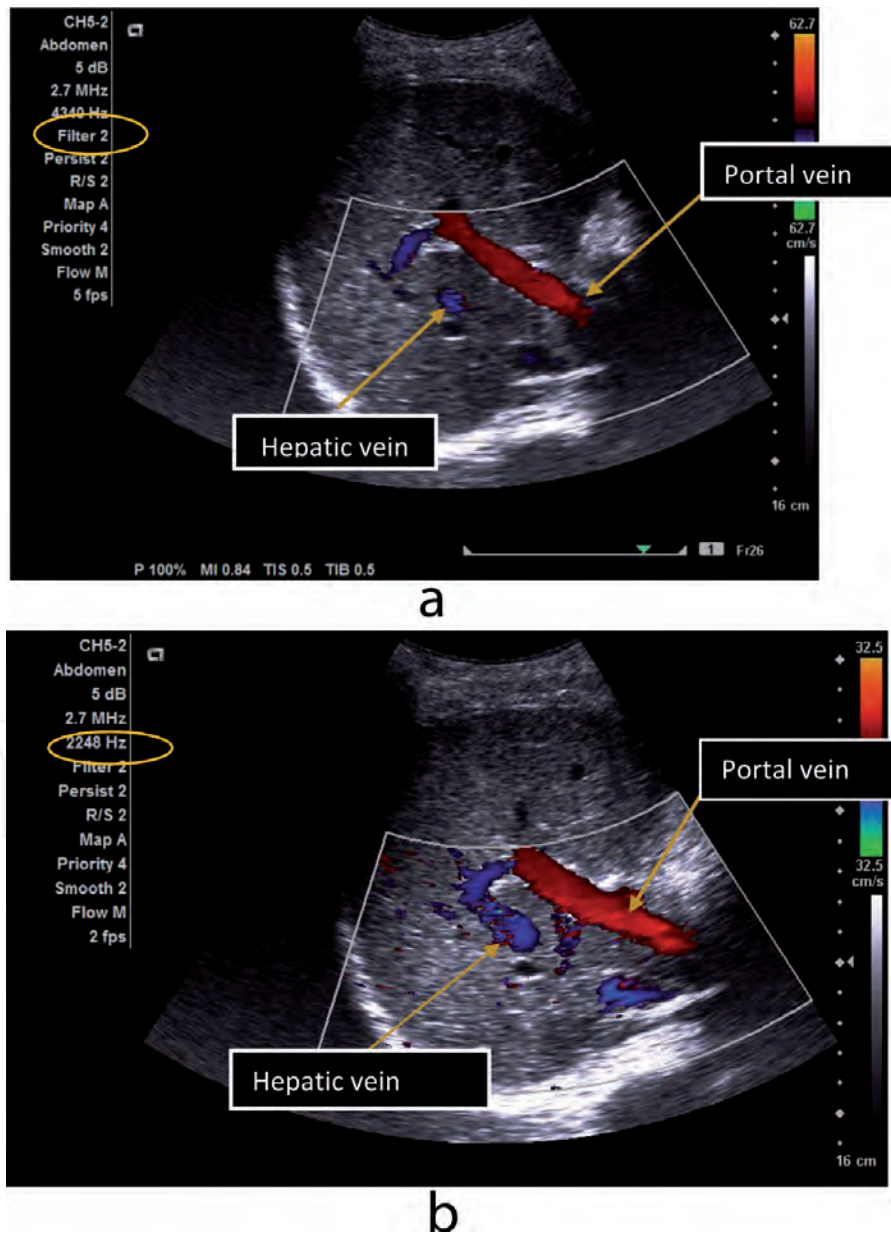 CH5-2
Abdomen
5 dB
2.7 MHz
4340 Hz
Filter 2
Persist 2
R/S 2
Map A
Priority 4
Smooth 2
Flow M
5 fps
62.7
Portal vein
62.7
cm/s
Hepatic vein
16 cm
1 Fr26
P 100% MI 0.84 TIS 0.5 TIB 0.5
a
CH5-2
Abdomen
5 dB
2.7 MHz
2248 Hz
Filter 2
Persist 2
R/S 2
Map A
Priority 4
Smooth 2
Flow M
2 fps
32.5
Portal vein
32.5
cm/s
Hepatic vein
16 cm
b